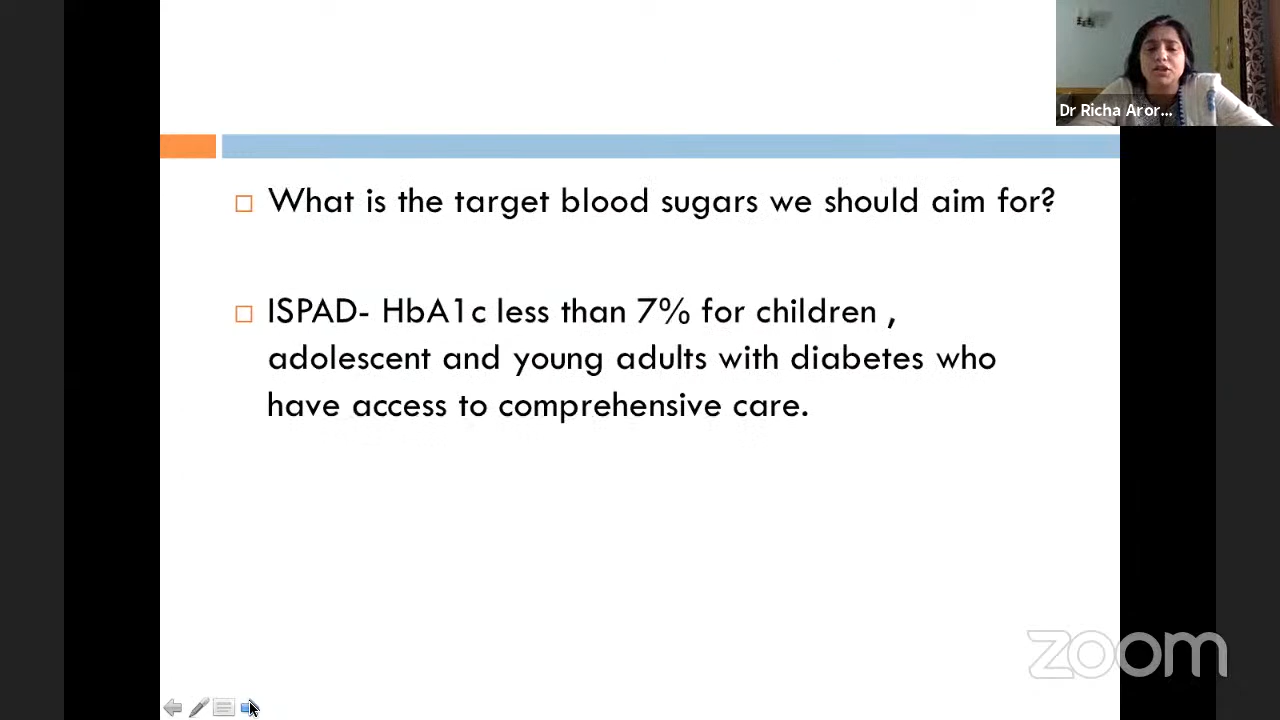 Dr Richa Aror...
What is the target blood sugars we should aim for?
ISPAD- HbA1c less than 7% for children ,
adolescent and young adults with diabetes who
have access to comprehensive care.
zoom